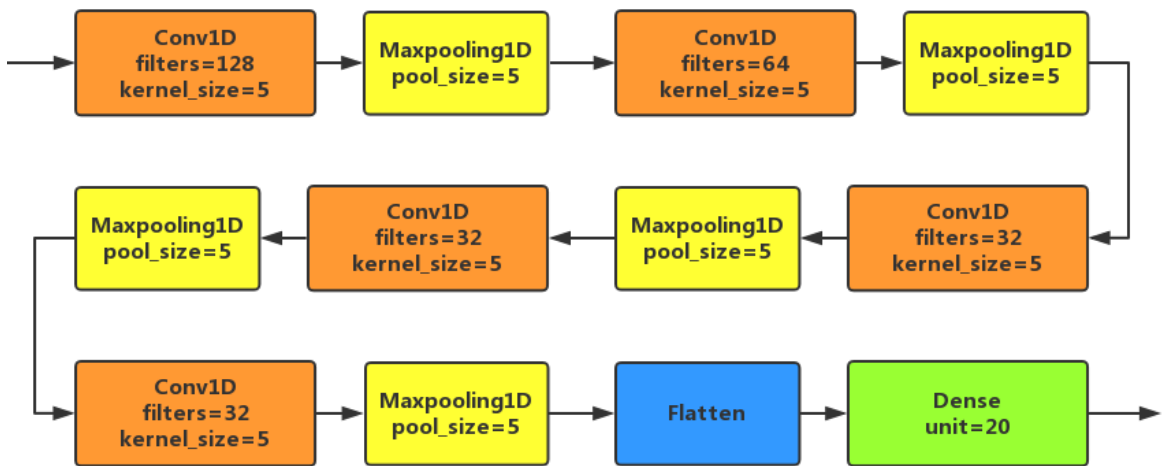 Conv1D
filters=128
kernel_size=5
Maxpooling1D
pool_size=5
Conv1D
filters=64
kernel_size=5
Maxpooling1D
pool_size=5
Conv1D
filters=32
kernel_size=5
Maxpooling1D
pool_size=5
Conv1D
filters=32
kernel_size=5
Maxpooling1D
pool_size=5
Conv1D
filters=32
kernel_size=5
Maxpooling1D
pool_size=5
Flatten
Dense
unit=20